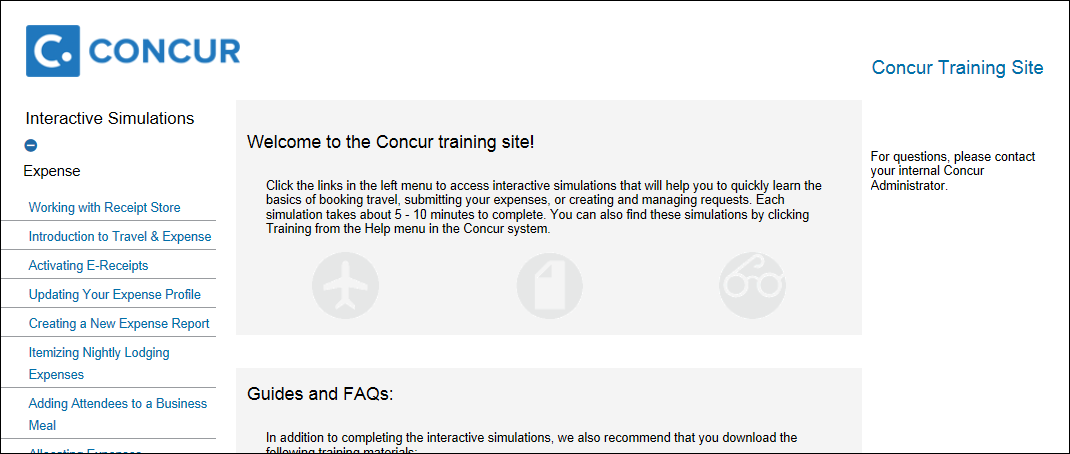 C. CONCUR
Concur Training Site
Interactive Simulations
Expense
Working with Receipt Store
Introduction to Travel & Expense
Activating E-Receipts
Updating Your Expense Profile
Creating a New Expense Report
Itemizing Nightly Lodging
Expenses
Adding Attendees to a Business
Meal
Allocating Expenses
Welcome to the Concur training site!
Click the links in the left menu to access interactive simulations that will help you to quickly learn the
basics of booking travel, submitting your expenses, or creating and managing requests. Each
simulation takes about 5 - 10 minutes to complete. You can also find these simulations by clicking
Training from the Help menu in the Concur system.
Guides and FAQs:
In addition to completing the interactive simulations, we also recommend that you download the
following training materials:
For questions, please contact
your internal Concur
Administrator.